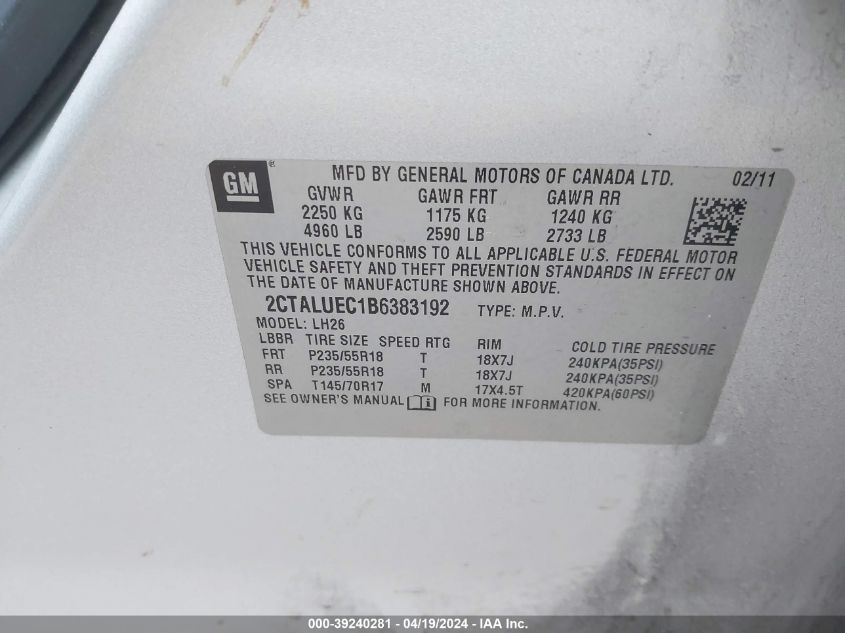 GM ®
MFD BY GENERAL MOTORS OF CANADA LTD. 02/11
GVWR GAWR FRT GAWR RR
2250 KG 1175 KG 1240 KG
4960 LB 2590 LB 2733 LB
THIS VEHICLE CONFORMS TO ALL APPLICABLE U.S. FEDERAL MOTOR
VEHICLE SAFETY AND THEFT PREVENTION STANDARDS IN EFFECT ON
THE DATE OF MANUFACTURE SHOWN ABOVE.
2CTALUEC1B6383192 TYPE: M.P.V.
MODEL: LH26
LBBR TIRE SIZE SPEED RTG RIM COLD TIRE PRESSURE
FRT P235/55R18 T 18X7J 240KPA(35PSI)
RR P235/55R18 T 18X7J 240KPA(35PSI)
SPA T145/70R17 M 17X4.5T 420KPA(60PSI)
SEE OWNER'S MANUAL FOR MORE INFORMATION.
000-39240281 - 04/19/2024 - IAA Inc.